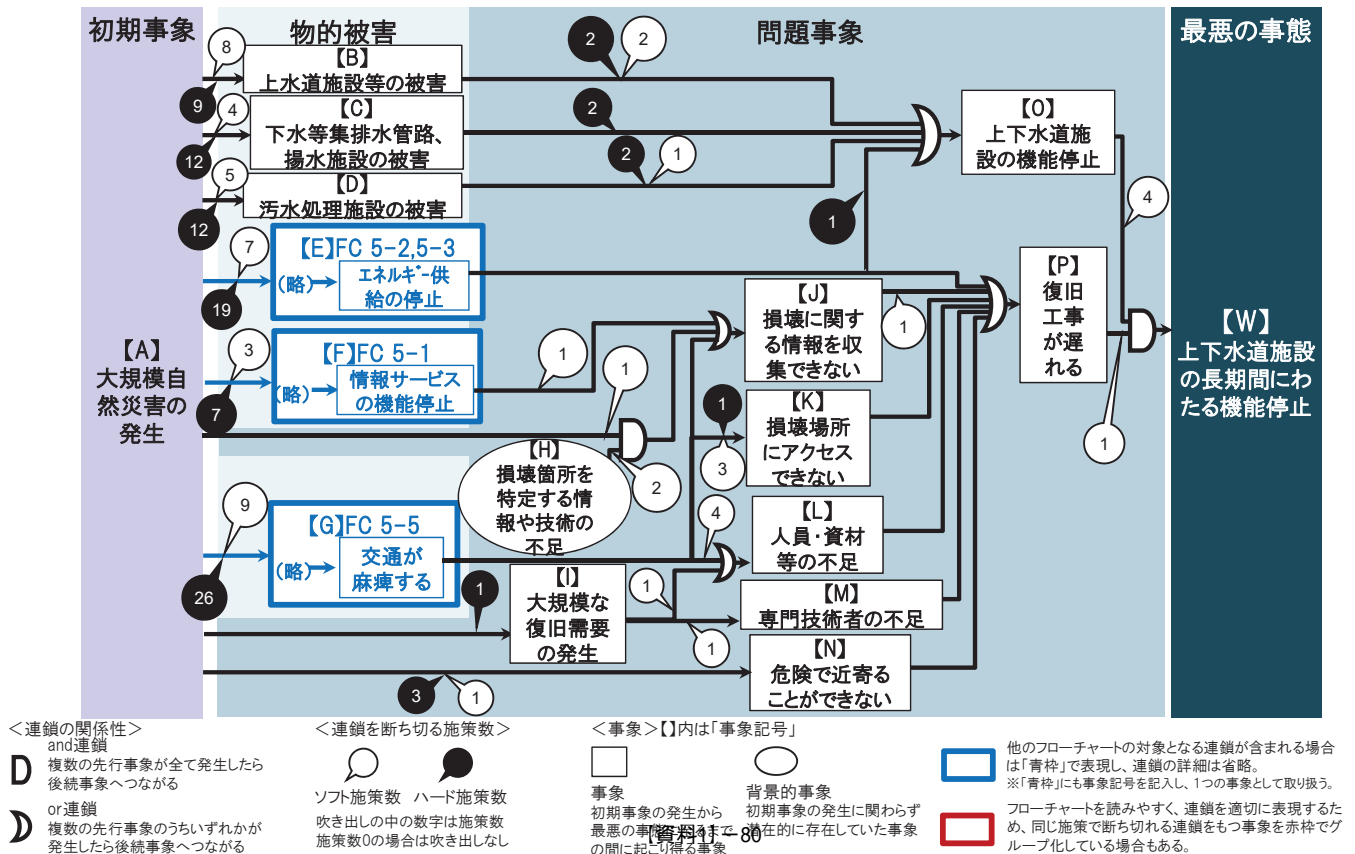 初期事象
物的被害
問題事象
最悪の事態
8
【B】
上水道施設等の被害
9
2
2
4
【C】
下水等集排水管路、
揚水施設の被害
12
2
5
【D】
汚水処理施設の被害
12
2
1
【O】
上下水道施
設の機能停止
1
4
7
【E】FC 5-2,5-3
(略)
エネルギー供
給の停止
19
【P】
復旧
工事
が遅
れる
【A】
大規模自
然災害の
発生
3
【F】FC 5-1
(略)
情報サービス
の機能停止
7
1
1
【J】
損壊に関す
る情報を収
集できない
1
1
【W】
上下水道施設
の長期間にわ
たる機能停止
【H】
損壊箇所を
特定する情
報や技術の
不足
2
1
3
【K】
損壊場所
にアクセス
できない
9
【G】FC 5-5
(略)
交通が
麻痺する
26
4
【L】
人員・資材
等の不足
1
【I】
大規模な
復旧需要
の発生
1
1
【M】
専門技術者の不足
3
1
【N】
危険で近寄る
ことができない
<連鎖の関係性>
and連鎖
複数の先行事象が全て発生したら
後続事象へつながる
or連鎖
複数の先行事象のうちいずれかが
発生したら後続事象へつながる
<連鎖を断ち切る施策数>
ソフト施策数 ハード施策数
吹き出しの中の数字は施策数
施策数0の場合は吹き出しなし
<事象>【】内は「事象記号」
事象
初期事象の発生から
最悪の事態に至るまで
の間に起こり得る事象
背景的事象
初期事象の発生に関わらず
潜在的に存在していた事象
【資料1】-80
他のフローチャートの対象となる連鎖が含まれる場合
は「青枠」で表現し、連鎖の詳細は省略。
※「青枠」にも事象記号を記入し、1つの事象として取り扱う。
フローチャートを読みやすく、連鎖を適切に表現するた
め、同じ施策で断ち切れる連鎖をもつ事象を赤枠でグ
ループ化している場合もある。